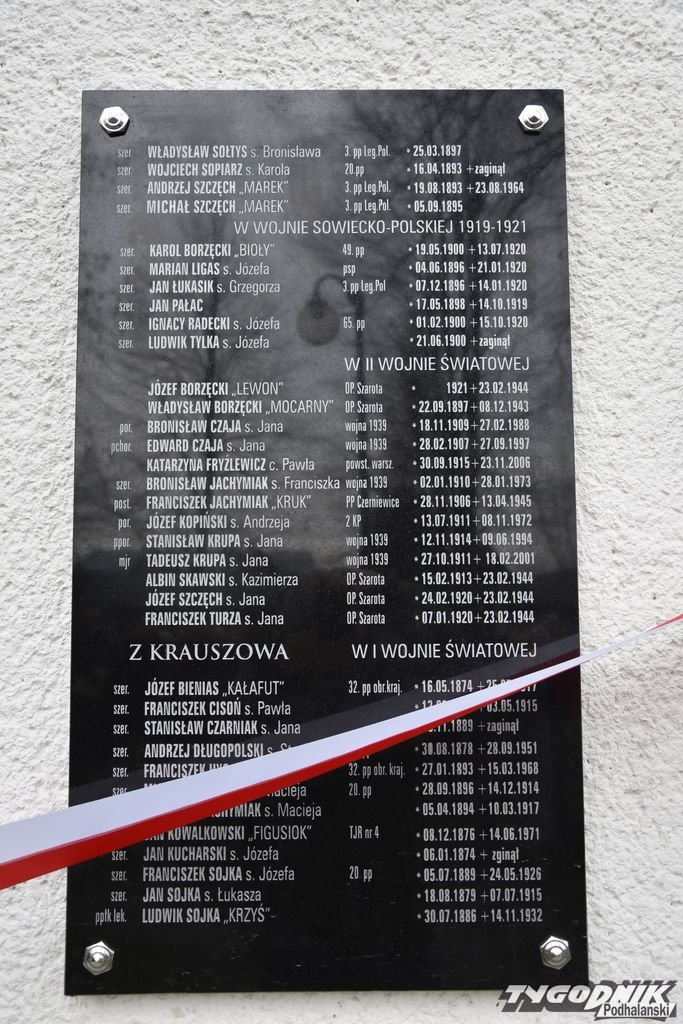 szer. WŁADYSŁAW SOŁTYS s. Bronisława 3. pp Leg.Pol. * 25.03.1897
szer. WOJCIECH SOPIARZ s. Karola 20.pp * 16.04.1893 + zaginął
szer. ANDRZEJ SZCZĘCH „MAREK” 3. pp Leg.Pol. * 19.08.1893 + 23.08.1964
szer. MICHAŁ SZCZĘCH „MAREK” 3. pp Leg.Pol. * 05.09.1895
W WOJNIE SOWIECKO-POLSKIEJ 1919-1921
szer. KAROL BORZĘCKI „BIOŁY” 49. pp * 19.05.1900 + 13.07.1920
szer. MARIAN LIGAS s. Józefa psp * 04.06.1896 + 21.01.1920
szer. JAN ŁUKASIK s. Grzegorza 3. pp Leg.Pol * 07.12.1896 + 14.01.1920
szer. JAN PAŁAC * 17.05.1898 + 14.10.1919
szer. IGNACY RADECKI s. Józefa 65. pp * 01.02.1900 + 15.10.1920
szer. LUDWIK TYLKA s. Józefa * 21.06.1900 + zaginął
W II WOJNIE ŚWIATOWEJ
JÓZEF BORZĘCKI „LEWON” OP. Szarota * 1921 + 23.02.1944
WŁADYSŁAW BORZĘCKI „MOCARNY” OP. Szarota * 22.09.1897 + 08.12.1943
por. BRONISŁAW CZAJA s. Jana wojna 1939 * 18.11.1909 + 27.02.1988
pchor. EDWARD CZAJA s. Jana wojna 1939 * 28.02.1907 + 27.09.1997
KATARZYNA FRYŹLEWICZ c. Pawła powst. warsz. * 30.09.1915 + 23.11.2006
szer. BRONISŁAW JACHYMIAK s. Franciszka wojna 1939 * 02.01.1910 + 28.01.1973
post. FRANCISZEK JACHYMIAK „KRUK” PP Czerniewice * 28.11.1906 + 13.04.1945
por. JÓZEF KOPIŃSKI s. Andrzeja 2 KP * 13.07.1911 + 08.11.1972
ppor. STANISŁAW KRUPA s. Jana wojna 1939 * 12.11.1914 + 09.06.1994
mjr TADEUSZ KRUPA s. Jana wojna 1939 * 27.10.1911 + 18.02.2001
ALBIN SKAWSKI s. Kazimierza OP. Szarota * 15.02.1913 + 23.02.1944
JÓZEF SZCZĘCH s. Jana OP. Szarota * 24.02.1920 + 23.02.1944
FRANCISZEK TURZA s. Jana OP. Szarota * 07.01.1920 + 23.02.1944
Z KRAUSZOWA W I WOJNIE ŚWIATOWEJ
szer. JÓZEF BIENIAS „KAŁAFUT” 32. pp obr.kraj. * 16.05.1874 +
szer. FRANCISZEK CISOŃ s. Pawła + 03.05.1915
szer. STANISŁAW CZARNIAK s. Jana .11.1889 + zaginął
szer. ANDRZEJ DŁUGOPOLSKI s. * 30.08.1878 + 28.09.1951
szer. FRANCISZEK 32. pp obr. kraj. * 27.01.1893 + 15.03.1968
szer. 20. pp * 28.09.1896 + 14.12.1914
s. Macieja * 05.04.1894 + 10.03.1917
JAN KOWALKOWSKI „FIGUSIOK” TJR nr 4 * 08.12.1876 + 14.06.1971
szer. JAN KUCHARSKI s. Józefa * 06.01.1874 + zginął
szer. FRANCISZEK SOJKA s. Józefa 20 pp * 05.07.1889 + 24.05.1926
szer. JAN SOJKA s. Łukasza * 18.08.1879 + 07.07.1915
ppłk lek. LUDWIK SOJKA „KRZYŚ” * 30.07.1886 + 14.11.1932
TYGODNIK
Podhalański